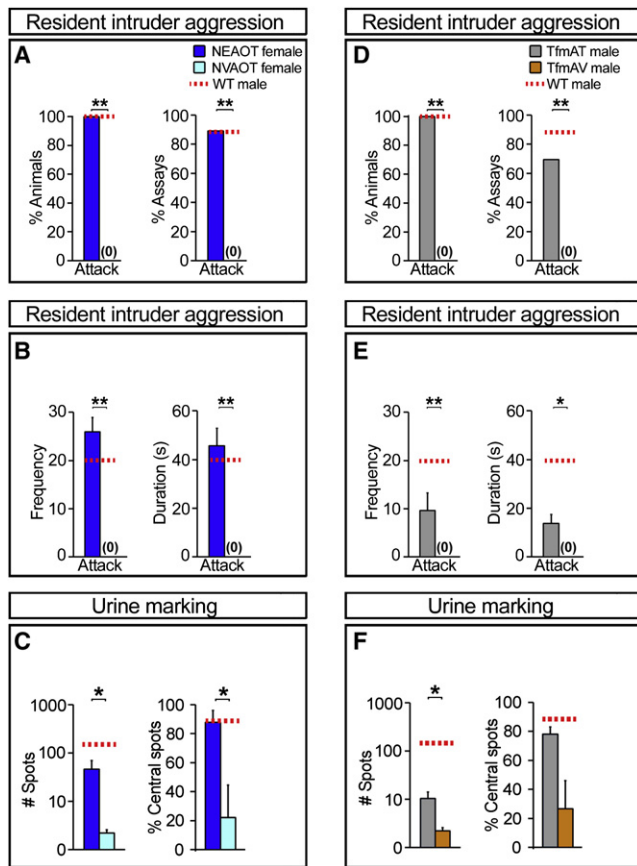 Resident intruder aggression
A
NEAOT female
NVAOT female
WT male
**
**
% Animals
100
80
60
40
20
0
(0)
Attack
% Assays
100
80
60
40
20
0
(0)
Attack
Resident intruder aggression
D
TfmAT male
TfmAV male
WT male
**
**
% Animals
100
80
60
40
20
0
(0)
Attack
% Assays
100
80
60
40
20
0
(0)
Attack
Resident intruder aggression
B
**
**
Frequency
30
20
10
0
(0)
Attack
Duration (s)
60
40
20
0
(0)
Attack
Resident intruder aggression
E
**
*
Frequency
30
20
10
0
(0)
Attack
Duration (s)
60
40
20
0
(0)
Attack
Urine marking
C
*
*
# Spots
1000
100
10
0
% Central spots
100
80
60
40
20
0
Urine marking
F
*
# Spots
1000
100
10
0
% Central spots
100
80
60
40
20
0